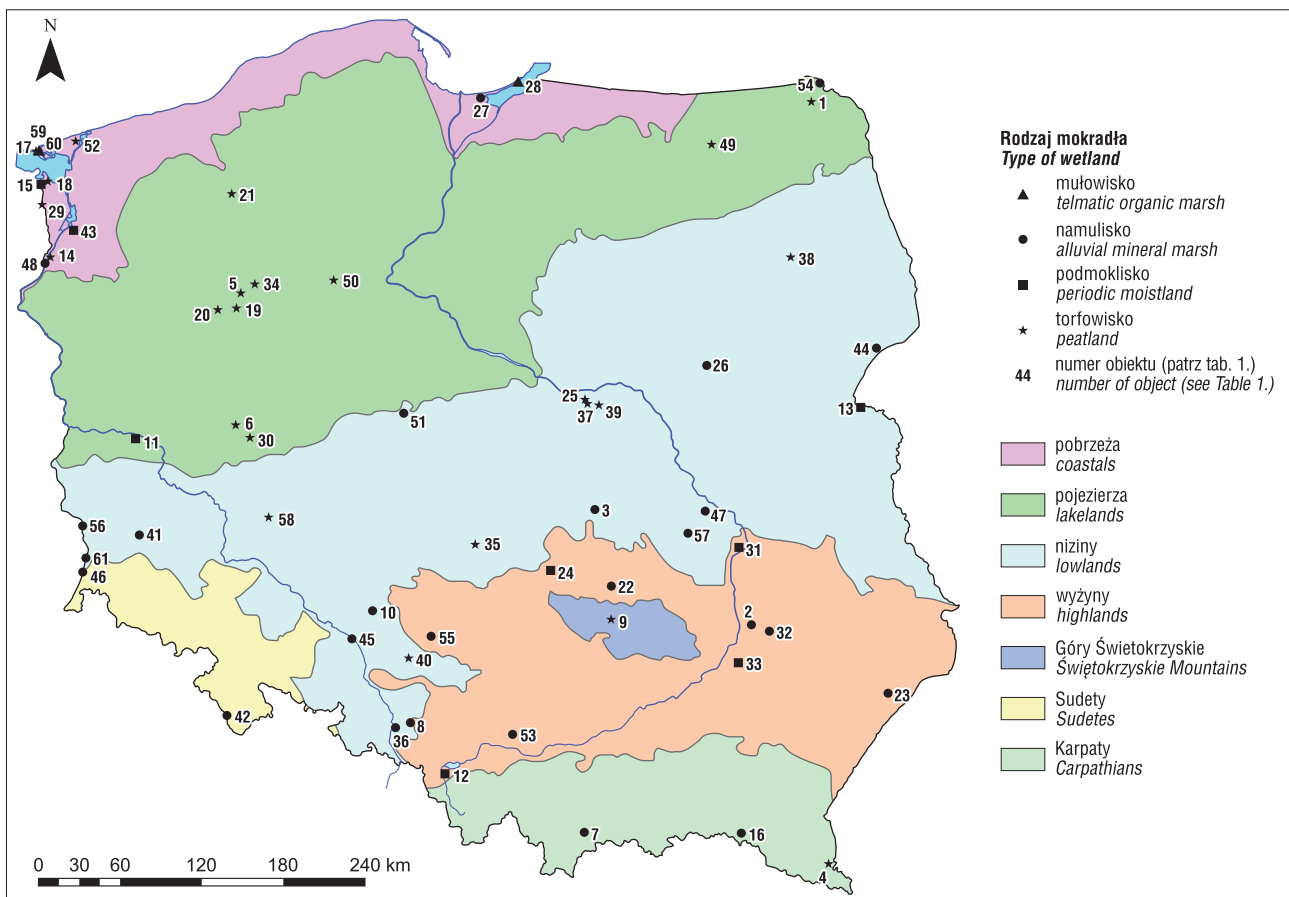 N
28
54
27
1
59
60
17
52
49
18
15
21
29
43
14
48
38
5
34
50
20
19
44
26
25
37
39
13
51
6
30
11
3
47
58
56
41
57
31
35
61
46
24
22
2
10
9
32
55
45
40
33
23
42
8
36
53
12
7
16
4
0 30 60 120 180 240 km
Rodzaj mokradła
Type of wetland
mułowisko
telmatic organic marsh
namulisko
alluvial mineral marsh
podmoklisko
periodic moistland
torfowisko
peatland
44 numer obiektu (patrz tab. 1.)
number of object (see Table 1.)
pobrzeża
coastals
pojezierza
lakelands
niziny
lowlands
wyżyny
highlands
Góry Świetokrzyskie
Świętokrzyskie Mountains
Sudety
Sudetes
Karpaty
Carpathians